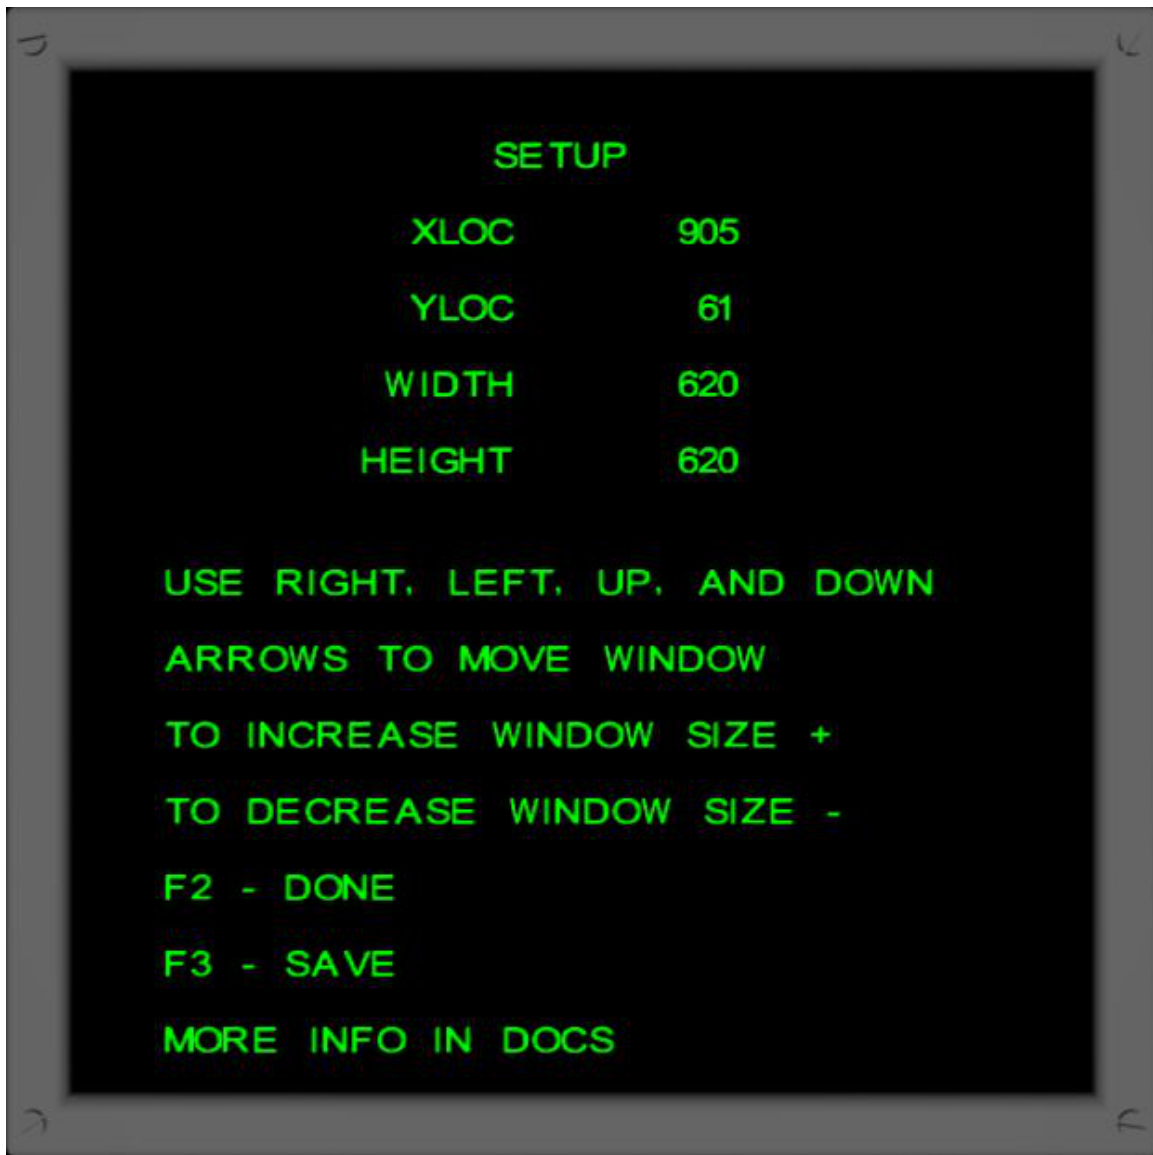 SETUP
XLOC 905
YLOC 61
WIDTH 620
HEIGHT 620
USE RIGHT, LEFT, UP, AND DOWN
ARROWS TO MOVE WINDOW
TO INCREASE WINDOW SIZE +
TO DECREASE WINDOW SIZE -
F2 - DONE
F3 - SAVE
MORE INFO IN DOCS